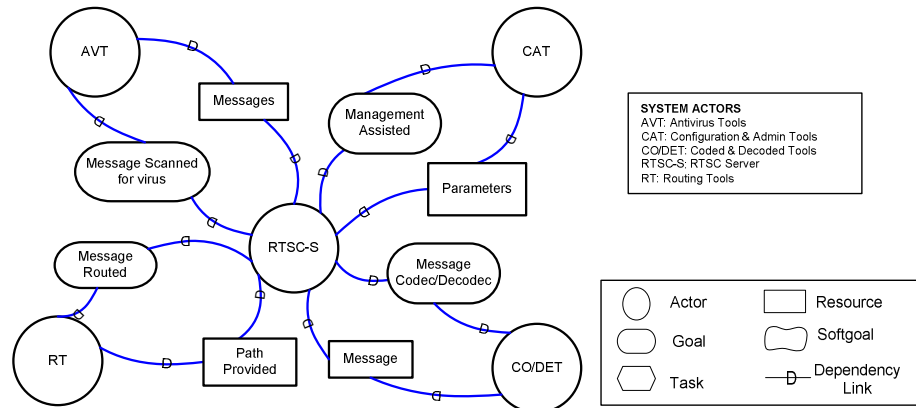 AVT
D
Messages
D
D
Message Scanned
for virus
D
CAT
D
Management
Assisted
D
D
Parameters
D
RTSC-S
Message
Routed
D
D
RT
D
Path
Provided
D
D
Message
Codec/Decodec
D
D
Message
D
CO/DET
SYSTEM ACTORS
AVT: Antivirus Tools
CAT: Configuration & Admin Tools
CO/DET: Coded & Decoded Tools
RTSC-S: RTSC Server
RT: Routing Tools
Actor
Resource
Goal
Softgoal
Task
D
Dependency
Link